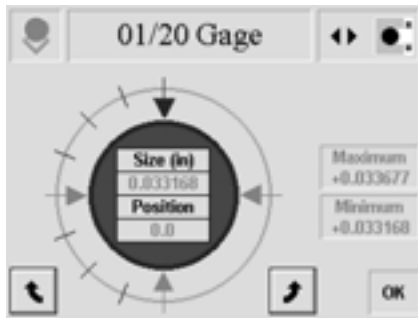 01/20 Gage
Size (in)
0.033168
Position
0.0
Maximum
+0.033677
Minimum
+0.033168
OK